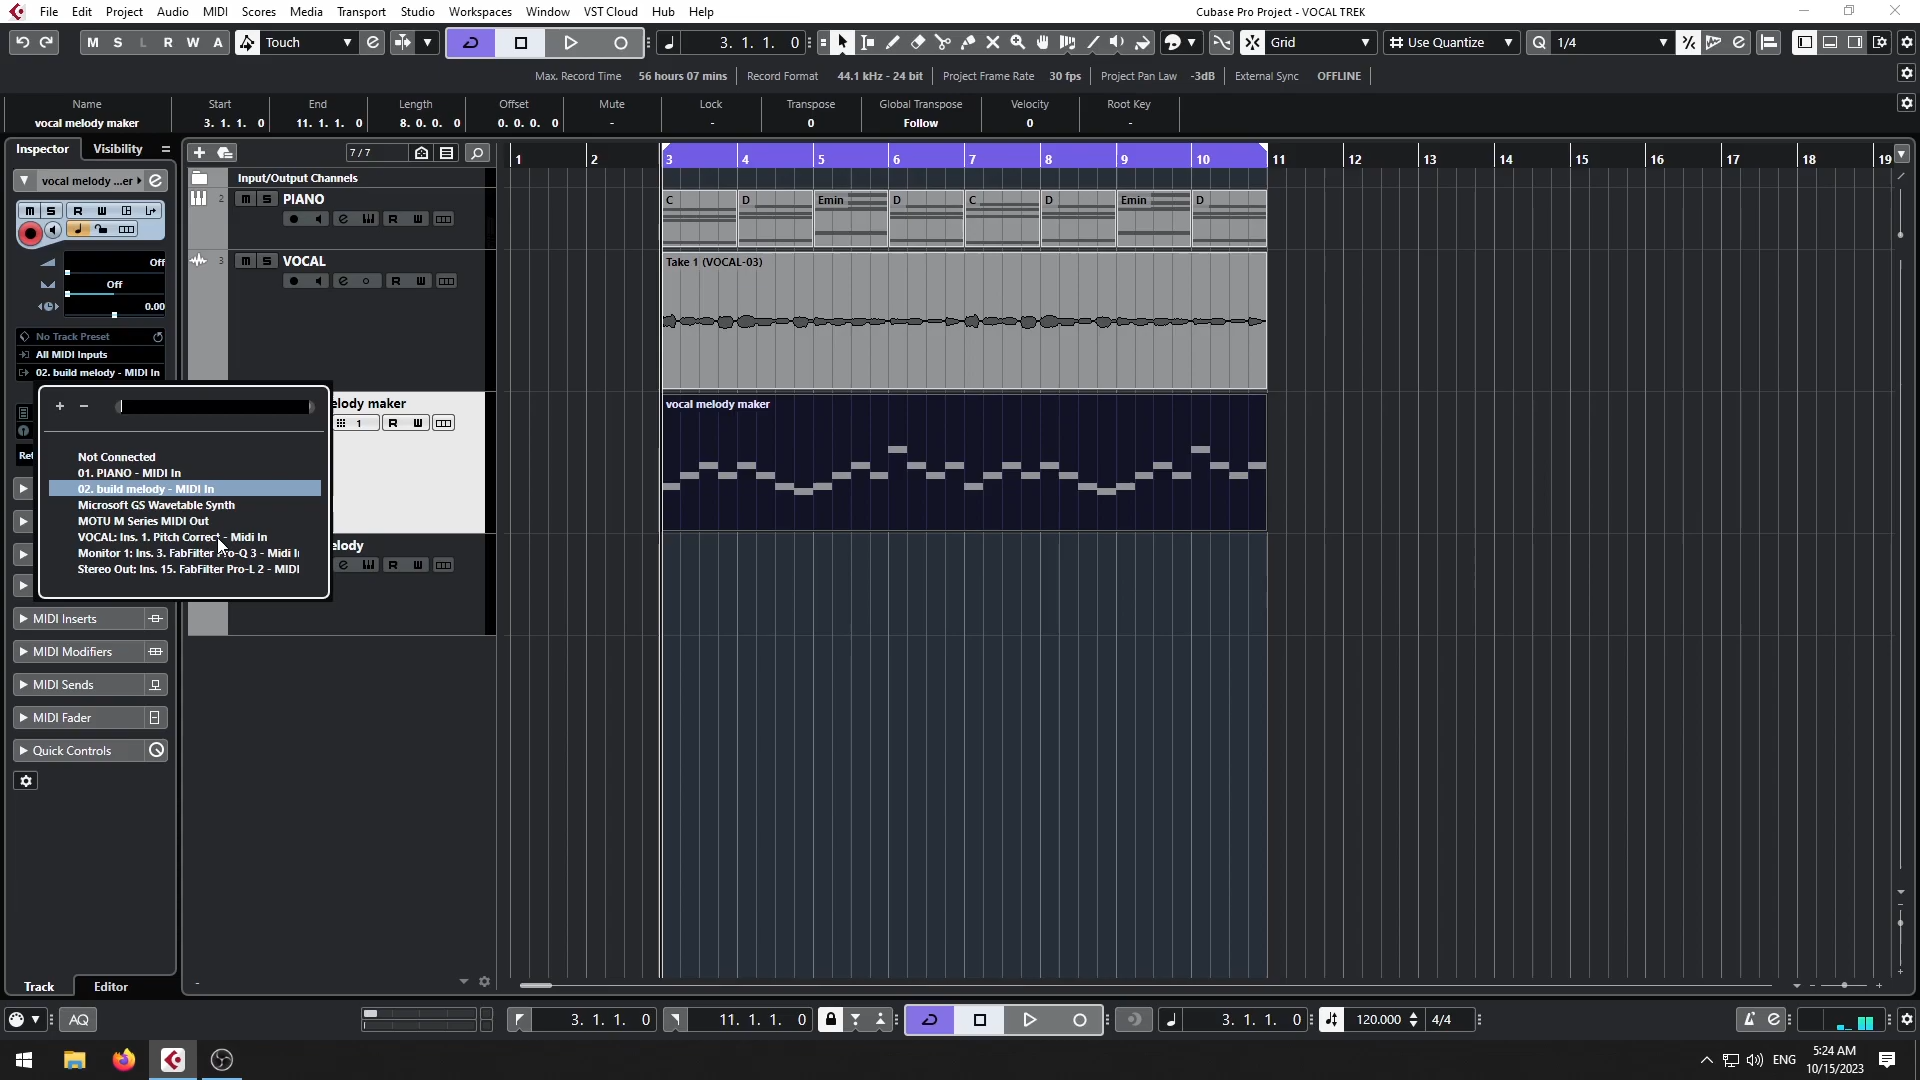 File Edit Project Audio MIDI Scores Media Transport Studio Workspaces Window VST Cloud Hub Help
Cubase Pro Project - VOCAL TREK
M S L R W A Touch
3. 1. 1. 0
Grid
Use Quantize
1/4
Max. Record Time 56 hours 07 mins Record Format 44.1 kHz - 24 bit Project Frame Rate 30 fps Project Pan Law -3dB External Sync OFFLINE
Name Start End Length Offset Mute Lock Transpose Global Transpose Velocity Root Key
vocal melody maker 3. 1. 1. 0 11. 1. 1. 0 8. 0. 0. 0 0. 0. 0. 0 - - 0 Follow 0 -
Inspector Visibility
7 / 7
1 2 3 4 5 6 7 8 9 10 11 12 13 14 15 16 17 18 19
vocal melody ...er
Input/Output Channels
2 m S PIANO
C D Emin D C D Emin D
R
m S R
3 m S VOCAL
Take 1 (VOCAL-03)
R
Off
Off
0.00
No Track Preset
All MIDI Inputs
02. build melody - MIDI In
elody maker
vocal melody maker
1 R
Ret
Not Connected
01. PIANO - MIDI In
02. build melody - MIDI In
Microsoft GS Wavetable Synth
MOTU M Series MIDI Out
VOCAL: Ins. 1. Pitch Correct - Midi In
Monitor 1: Ins. 3. FabFilter Pro-Q 3 - Midi I
Stereo Out: Ins. 15. FabFilter Pro-L 2 - MIDI
elody
R
MIDI Inserts
MIDI Modifiers
MIDI Sends
MIDI Fader
Quick Controls
Track Editor
AQ
3. 1. 1. 0
11. 1. 1. 0
3. 1. 1. 0
120.000
4/4
ENG
5:24 AM
10/15/2023